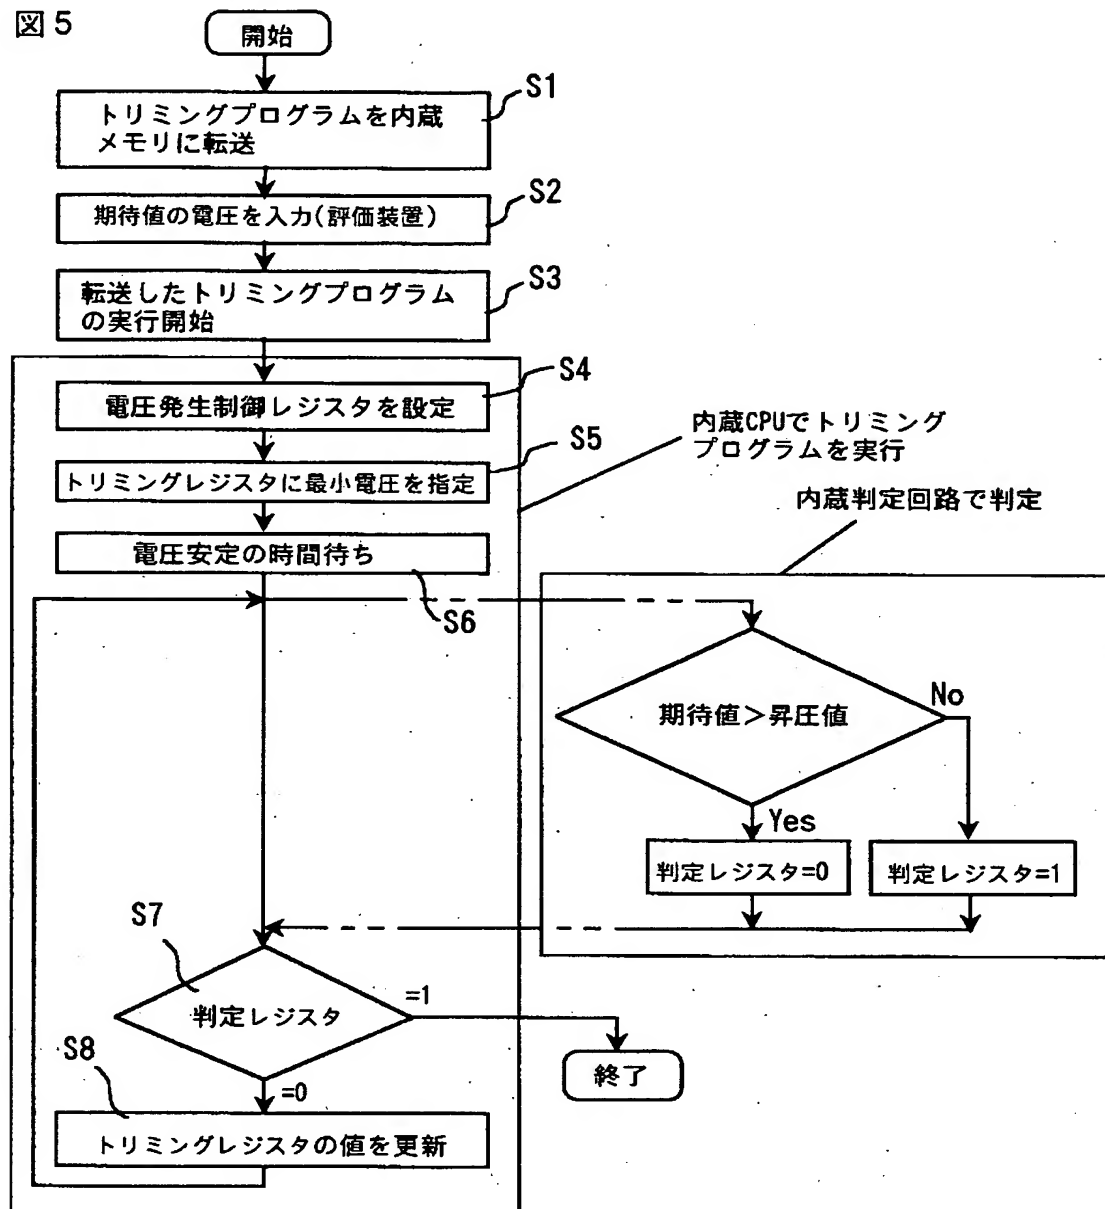 図5
開始
S1
トリミングプログラムを内蔵
メモリに転送
S2
期待値の電圧を入力(評価装置)
S3
転送したトリミングプログラム
の実行開始
S4
電圧発生制御レジスタを設定
内蔵CPUでトリミング
プログラムを実行
S5
トリミングレジスタに最小電圧を指定
内蔵判定回路で判定
電圧安定の時間待ち
S6
期待値>昇圧値
No
Yes
判定レジスタ=0
判定レジスタ=1
S7
判定レジスタ
=1
S8
終了
=0
トリミングレジスタの値を更新